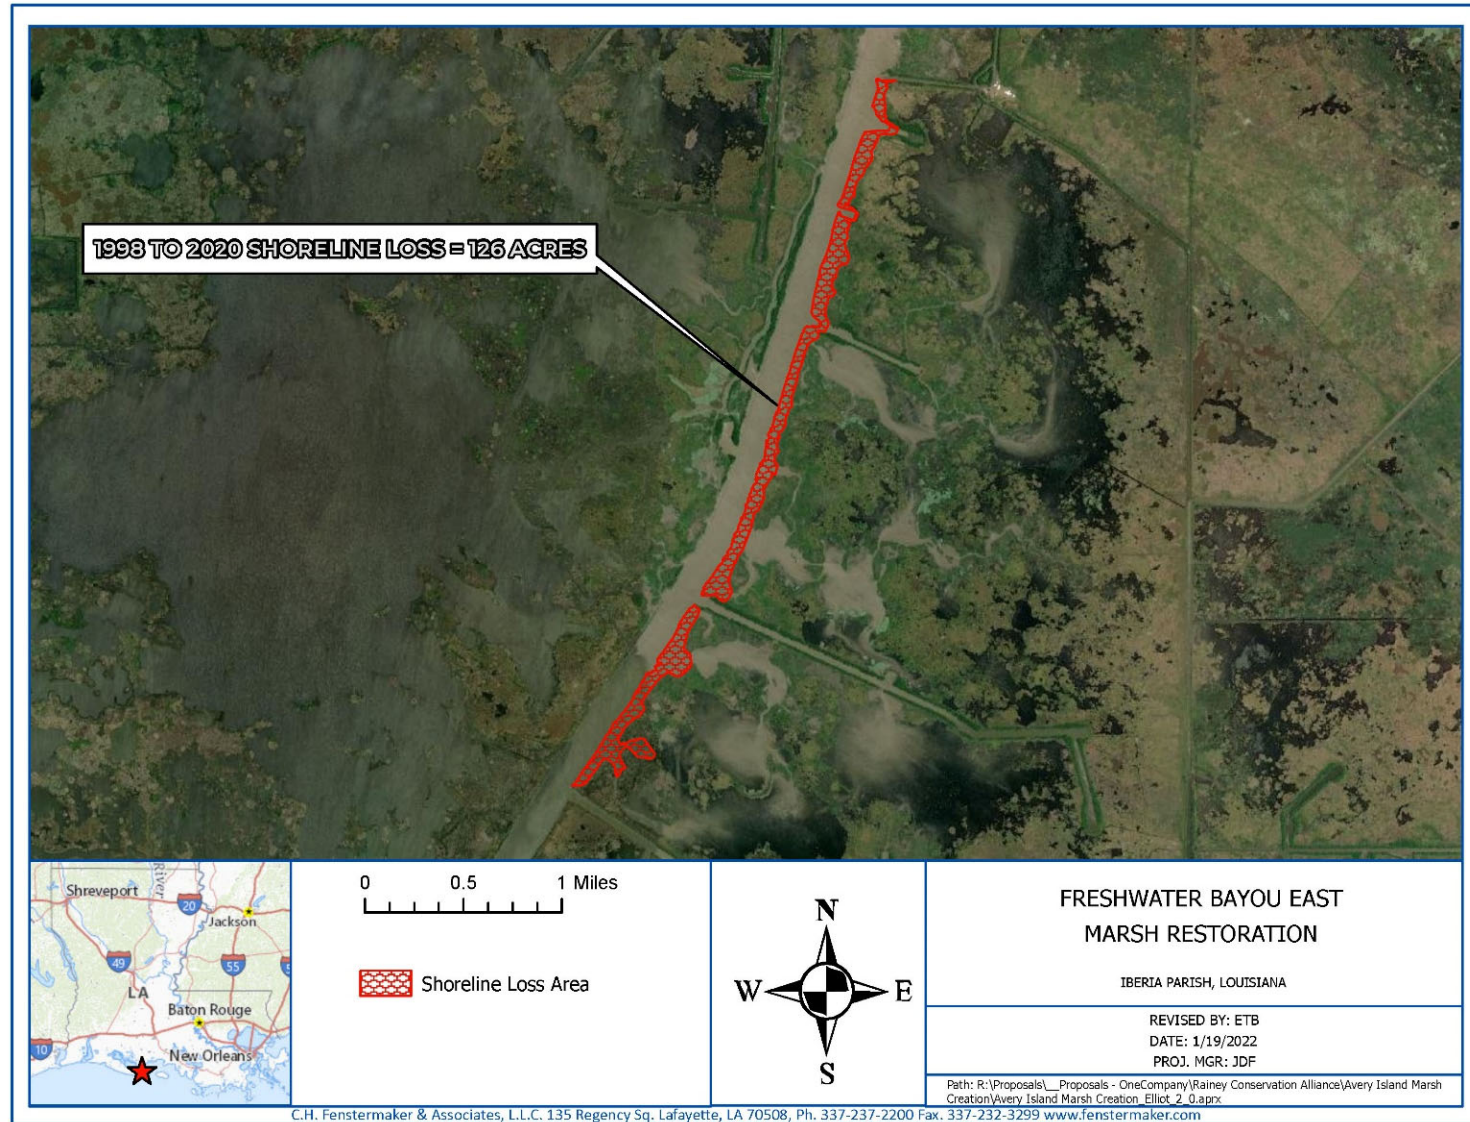 1998 TO 2020 SHORELINE LOSS = 126 ACRES
Shreveport
River
20
Jackson
49
55
LA
Baton Rouge
10
New Orleans
0 0.5 1 Miles
Shoreline Loss Area
N
W E
S
FRESHWATER BAYOU EAST
MARSH RESTORATION
IBERIA PARISH, LOUISIANA
REVISED BY: ETB
DATE: 1/19/2022
PROJ. MGR: JDF
Path: R:\Proposals\__Proposals - OneCompany\Rainey Conservation Alliance\Avery Island Marsh
Creation\Avery Island Marsh Creation_Elliot_2_0.aprx
C.H. Fenstermaker & Associates, L.L.C. 135 Regency Sq. Lafayette, LA 70508, Ph. 337-237-2200 Fax. 337-232-3299 www.fenstermaker.com